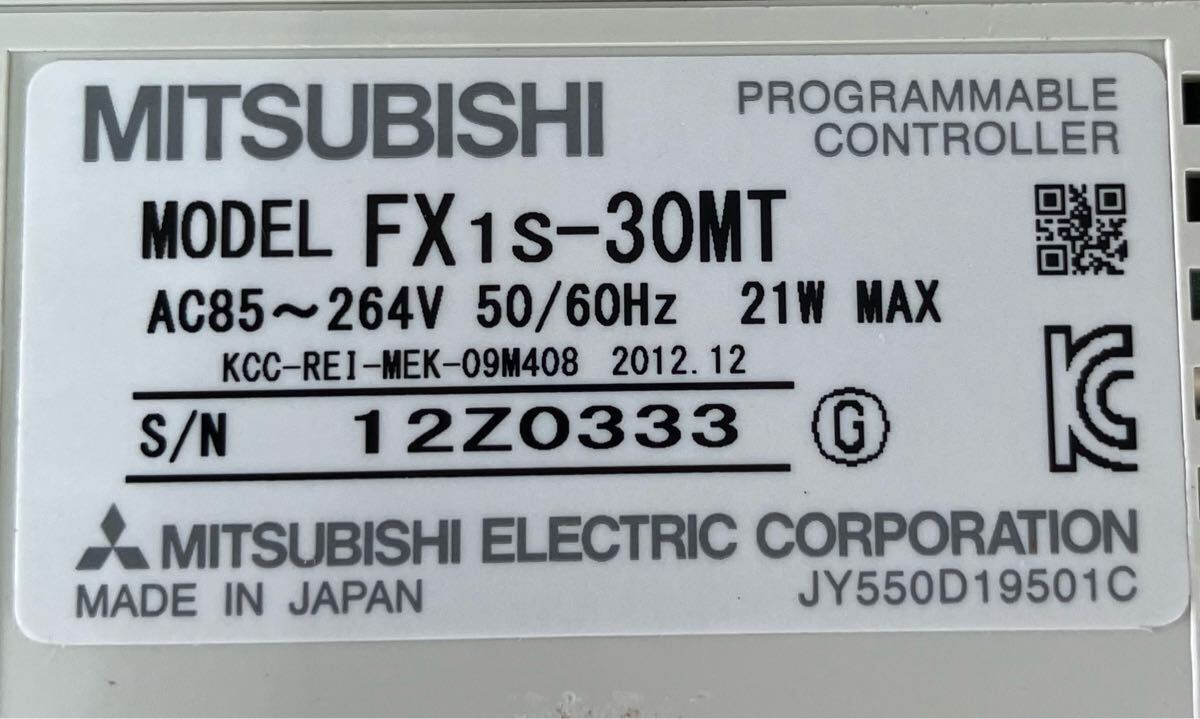 MITSUBISHI
PROGRAMMABLE
CONTROLLER
MODEL FX1S-30MT
AC85～264V 50/60Hz 21W MAX
KCC-REI-MEK-09M408 2012.12
S/N 12Z0333 G
KC
MITSUBISHI ELECTRIC CORPORATION
MADE IN JAPAN
JY550D19501C